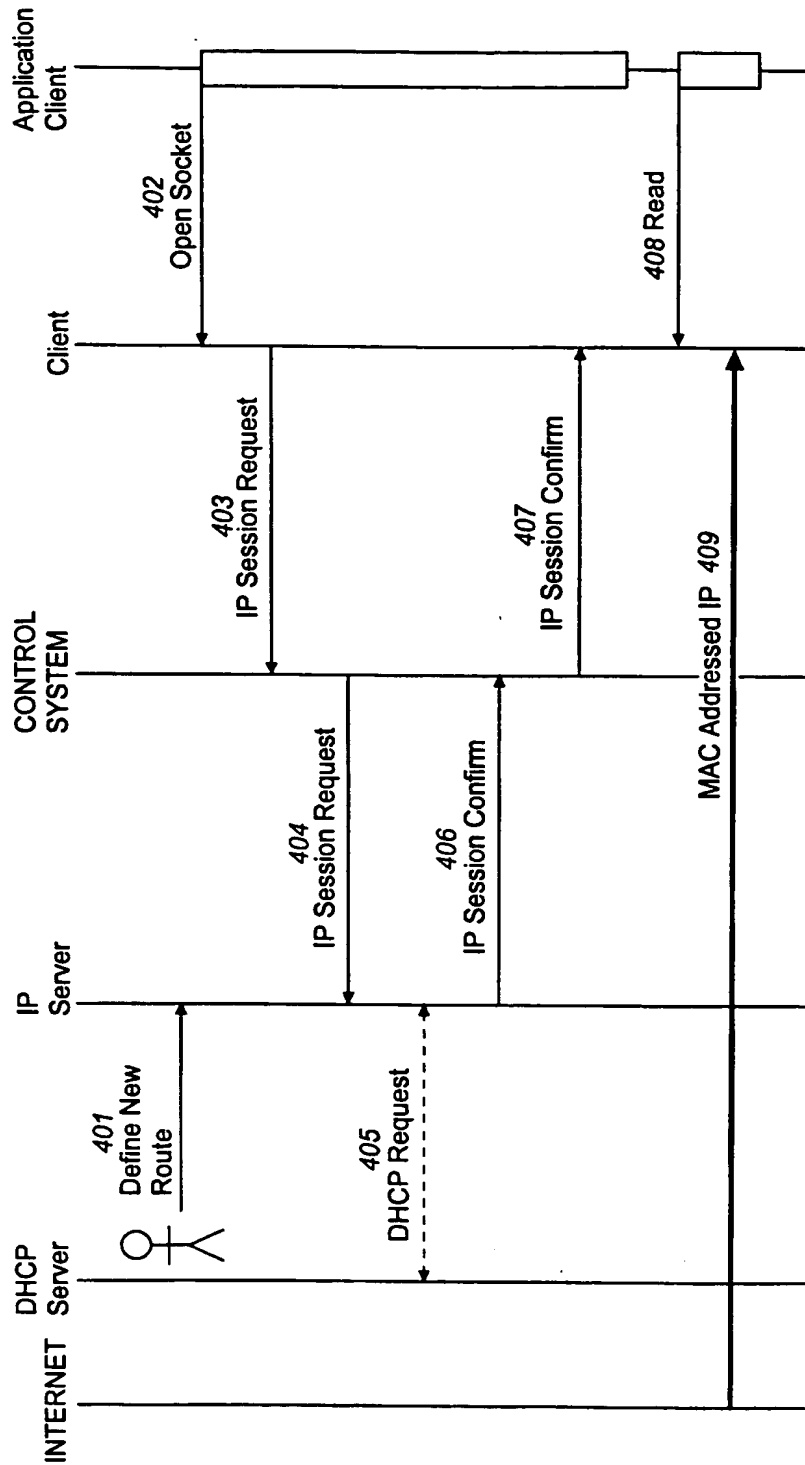 INTERNET
DHCP
Server
IP
Server
CONTROL
SYSTEM
Client
Application
Client
401
Define New
Route
402
Open Socket
403
IP Session Request
404
IP Session Request
405
DHCP Request
406
IP Session Confirm
407
IP Session Confirm
408 Read
MAC Addressed IP 409